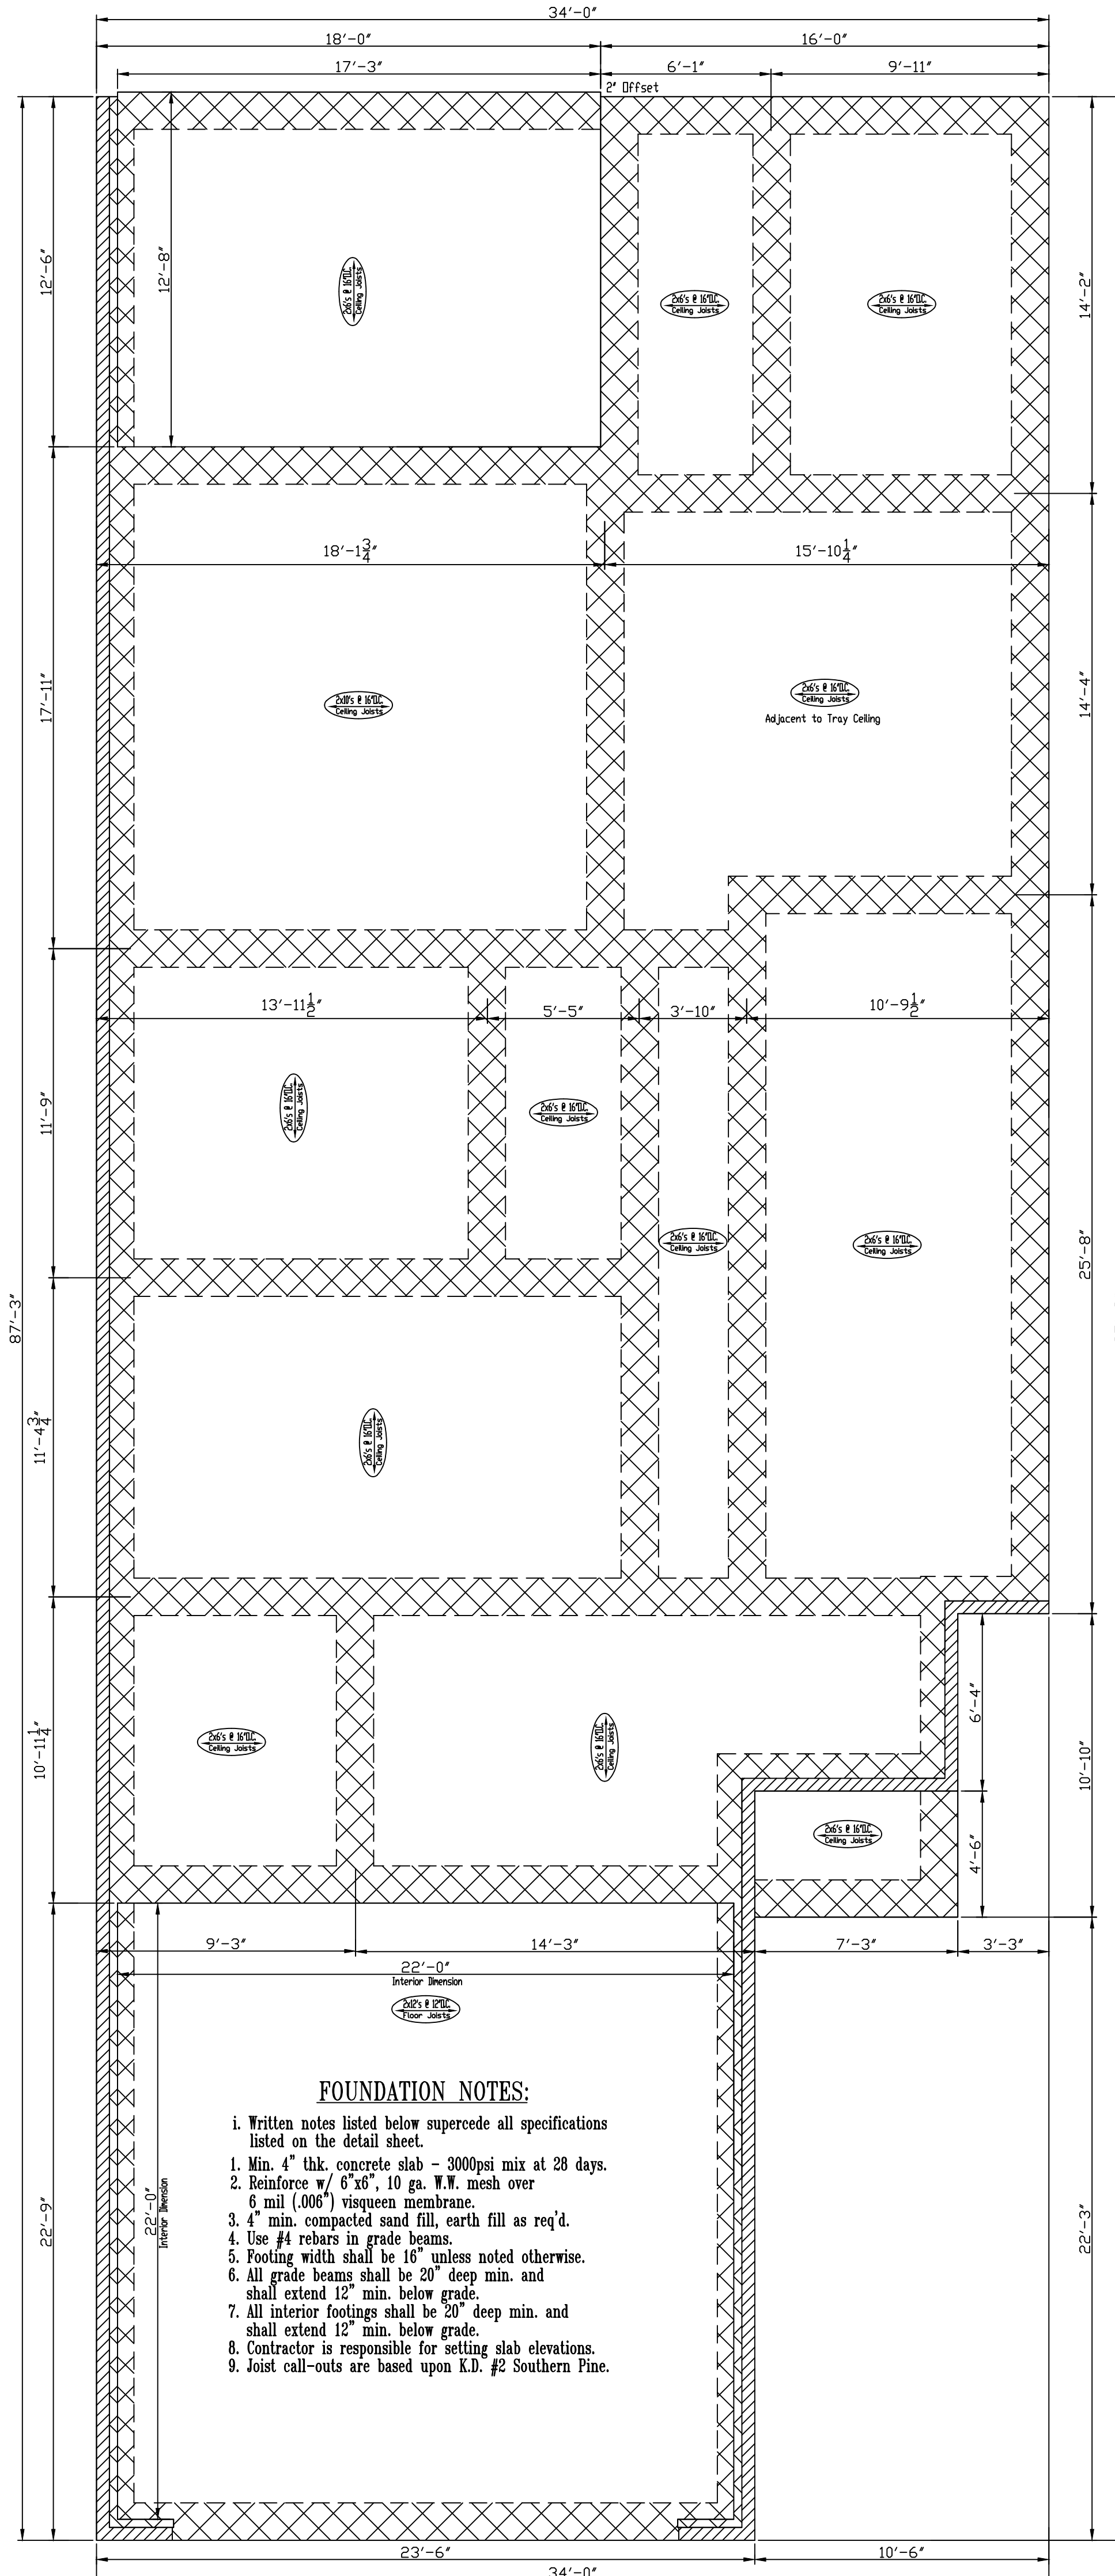 34'-0"
18'-0"
16'-0"
17'-3"
6'-1"
9'-11"
2" Offset
12'-6"
12'-8"
14'-2"
2x6's @ 16"O.C.
Ceiling Joists
2x6's @ 16"O.C.
Ceiling Joists
2x6's @ 16"O.C.
Ceiling Joists
18'-1 3/4"
15'-10 1/4"
17'-11"
14'-4"
2x10's @ 16"O.C.
Ceiling Joists
2x6's @ 16"O.C.
Ceiling Joists
Adjacent to Tray Ceiling
13'-11 1/2"
5'-5"
3'-10"
10'-9 1/2"
11'-9"
2x6's @ 16"O.C.
Ceiling Joists
2x6's @ 16"O.C.
Ceiling Joists
2x6's @ 16"O.C.
Ceiling Joists
2x6's @ 16"O.C.
Ceiling Joists
25'-8"
87'-3"
11'-4 3/4"
2x6's @ 16"O.C.
Ceiling Joists
6'-4"
10'-11 1/4"
2x6's @ 16"O.C.
Ceiling Joists
2x6's @ 16"O.C.
Ceiling Joists
10'-10"
2x6's @ 16"O.C.
Ceiling Joists
4'-6"
9'-3"
14'-3"
7'-3"
3'-3"
22'-0"
Interior Dimension
2x12's @ 12"O.C.
Floor Joists
FOUNDATION NOTES:
i. Written notes listed below supercede all specifications
listed on the detail sheet.
1. Min. 4" thk. concrete slab - 3000psi mix at 28 days.
2. Reinforce w/ 6"x6", 10 ga. W.W. mesh over
6 mil (.006") visqueen membrane.
3. 4" min. compacted sand fill, earth fill as req'd.
4. Use #4 rebars in grade beams.
5. Footing width shall be 16" unless noted otherwise.
6. All grade beams shall be 20" deep min. and
shall extend 12" min. below grade.
7. All interior footings shall be 20" deep min. and
shall extend 12" min. below grade.
8. Contractor is responsible for setting slab elevations.
9. Joist call-outs are based upon K.D. #2 Southern Pine.
22'-9"
22'-0"
Interior Dimension
22'-3"
23'-6"
10'-6"
34'-0"